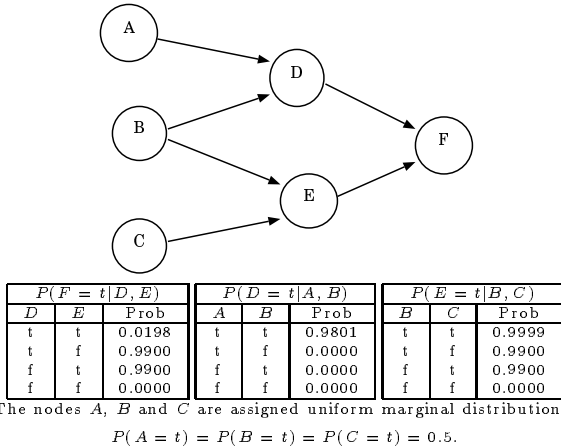 A
D
B
F
E
C
P(F = t|D, E) P(D = t|A, B) P(E = t|B, C)
D E Prob A B Prob B C Prob
t t 0.0198 t t 0.9801 t t 0.9999
t f 0.9900 t f 0.0000 t f 0.9900
f t 0.9900 f t 0.0000 f t 0.9900
f f 0.0000 f f 0.0000 f f 0.0000
The nodes A, B and C are assigned uniform marginal distribution
P(A = t) = P(B = t) = P(C = t) = 0.5.